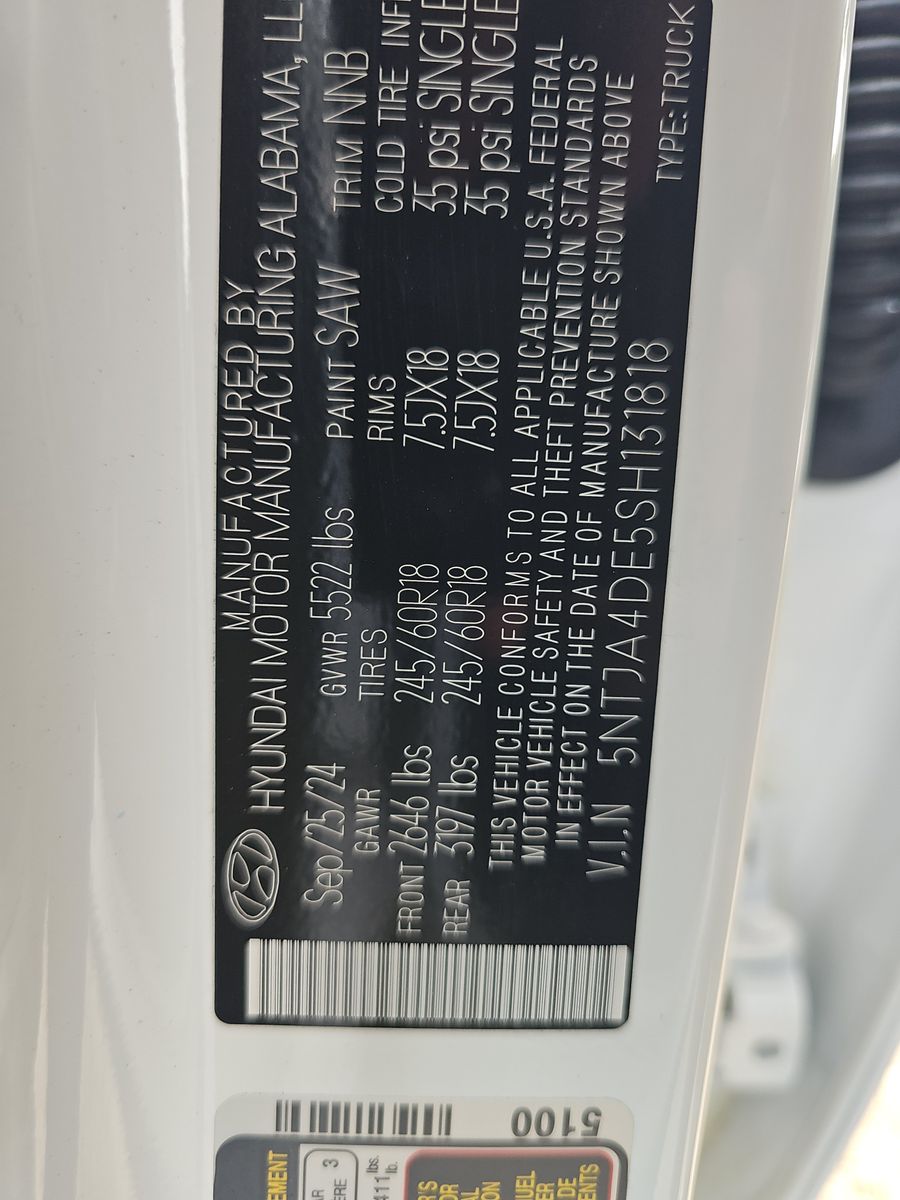 MANUFACTURED BY
HYUNDAI MOTOR MANUFACTURING ALABAMA,
Sep/25/24 GVWR 5522 lbs PAINT SAW TRIM NNB
GAWR TIRES RIMS COLD TIRE
FRONT 2646 lbs 245/60R18 7.5JX18 35 psi SINGLE
REAR 3197 lbs 245/60R18 7.5JX18 35 psi SINGLE
THIS VEHICLE CONFORMS TO ALL APPLICABLE U.S.A. FEDERAL
MOTOR VEHICLE SAFETY AND THEFT PREVENTION STANDARDS
IN EFFECT ON THE DATE OF MANUFACTURE SHOWN ABOVE
V.I.N 5NTJA4DE5SH131818
TYPE:TRUCK
5100
3
lbs.
lb.